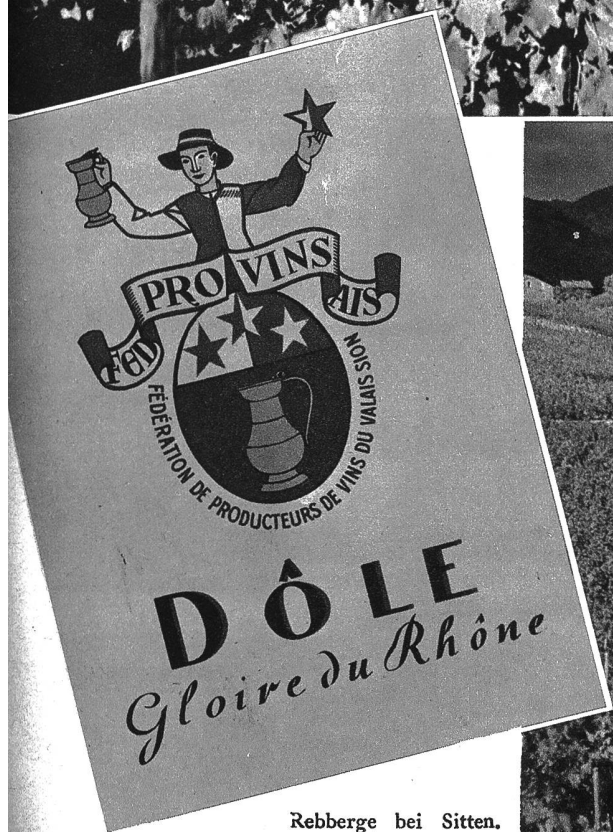 PROVINS
FED AIS
FÉDÉRATION DE PRODUCTEURS DE VINS DU VALAIS SION
DÔLE
Gloire du Rhône
Rebberge bei Sitten.